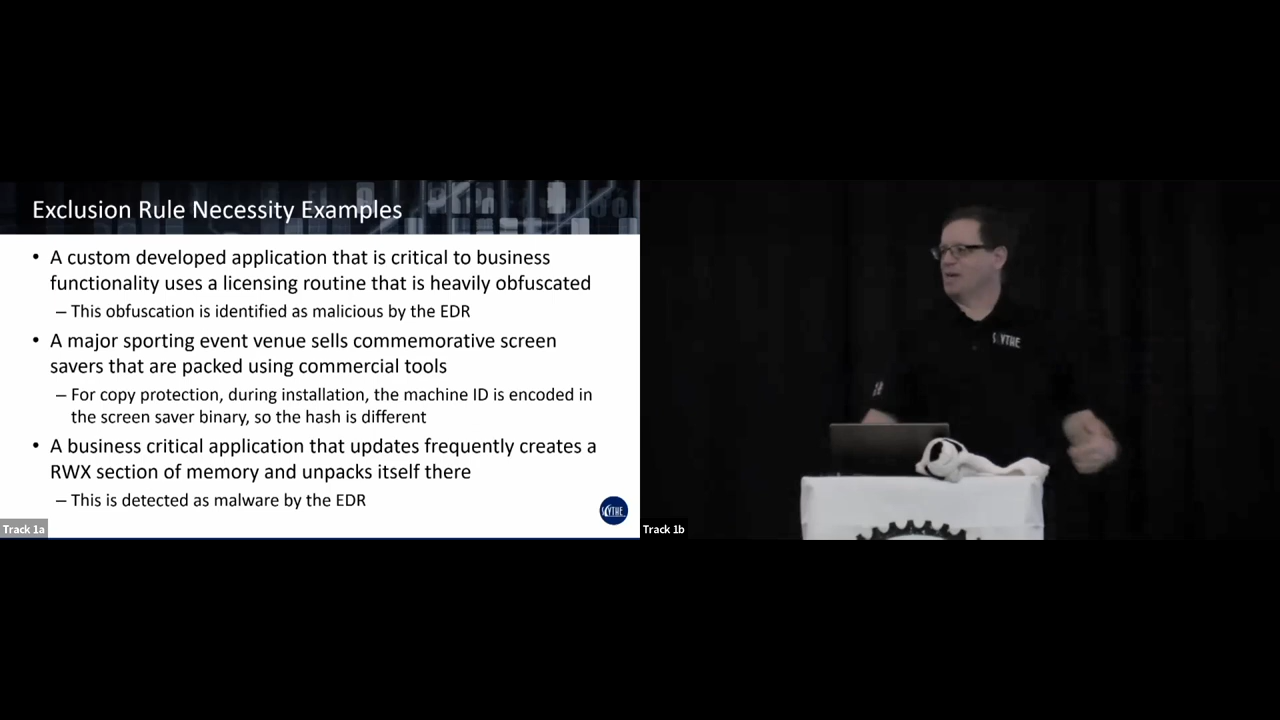 Exclusion Rule Necessity Examples
• A custom developed application that is critical to business
functionality uses a licensing routine that is heavily obfuscated
– This obfuscation is identified as malicious by the EDR
• A major sporting event venue sells commemorative screen
savers that are packed using commercial tools
– For copy protection, during installation, the machine ID is encoded in
the screen saver binary, so the hash is different
• A business critical application that updates frequently creates a
RWX section of memory and unpacks itself there
– This is detected as malware by the EDR
SCYTHE
Track 1a
SCYTHE
Track 1b